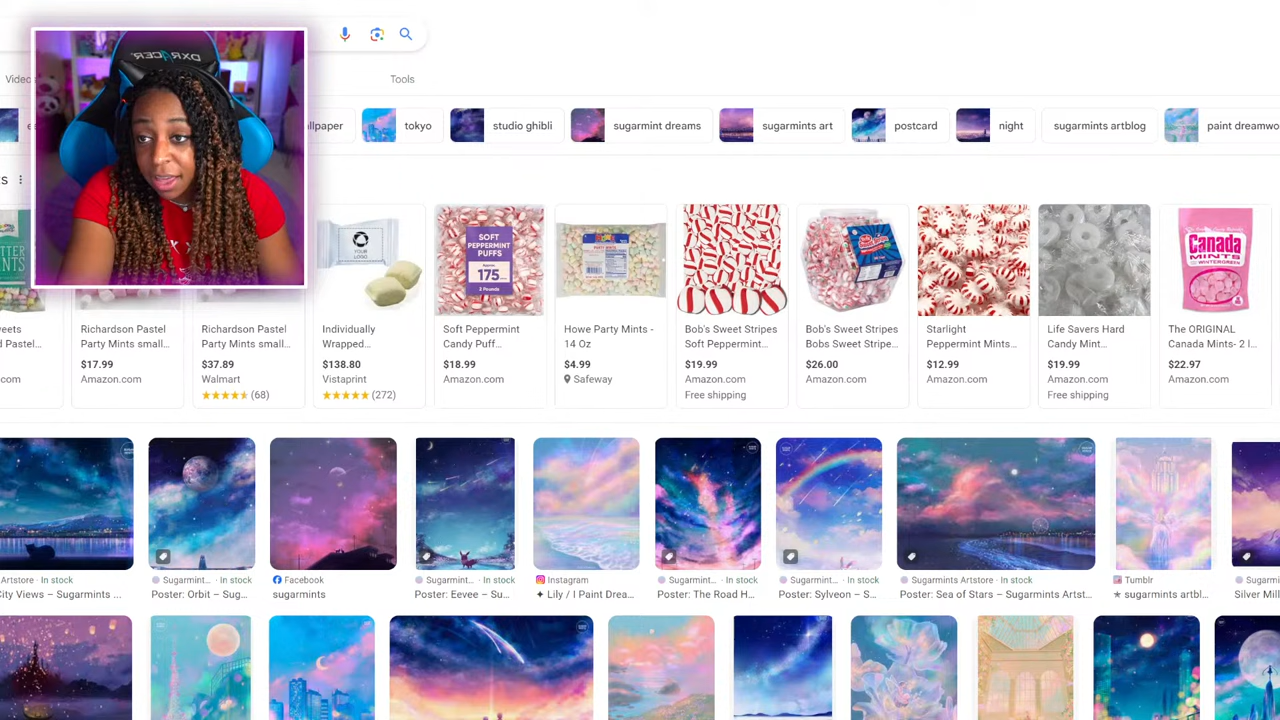 DXRACER
Video
Tools
allpaper
tokyo
studio ghibli
sugarmint dreams
sugarmints art
postcard
night
sugarmints artblog
paint dreamwo
YOUR
LOGO
SOFT
PEPPERMINT
PUFFS
175
2 Pounds
Canada
MINTS
WINTERGREEN
eets
d Pastel...
com
Richardson Pastel
Party Mints small...
$17.99
Amazon.com
Richardson Pastel
Party Mints small...
$37.89
Walmart
(68)
Individually
Wrapped...
$138.80
Vistaprint
(272)
Soft Peppermint
Candy Puff...
$18.99
Amazon.com
Howe Party Mints -
14 Oz
$4.99
Safeway
Bob's Sweet Stripes
Soft Peppermint...
$19.99
Amazon.com
Free shipping
Bob's Sweet Stripes
Bobs Sweet Stripe...
$26.00
Amazon.com
Starlight
Peppermint Mints...
$12.99
Amazon.com
Life Savers Hard
Candy Mint...
$19.99
Amazon.com
Free shipping
The ORIGINAL
Canada Mints- 2 l...
$22.97
Amazon.com
Artstore · In stock
City Views – Sugarmints ...
Sugarmint... · In stock
Poster: Orbit – Sug...
Facebook
sugarmints
Sugarmint... · In stock
Poster: Eevee – Su...
Instagram
✦ Lily / I Paint Drea...
Sugarmint... · In stock
Poster: The Road H...
Sugarmint... · In stock
Poster: Sylveon – S...
Sugarmints Artstore · In stock
Poster: Sea of Stars – Sugarmints Artst...
Tumblr
★ sugarmints artbl...
Sugarmi
Silver Mill